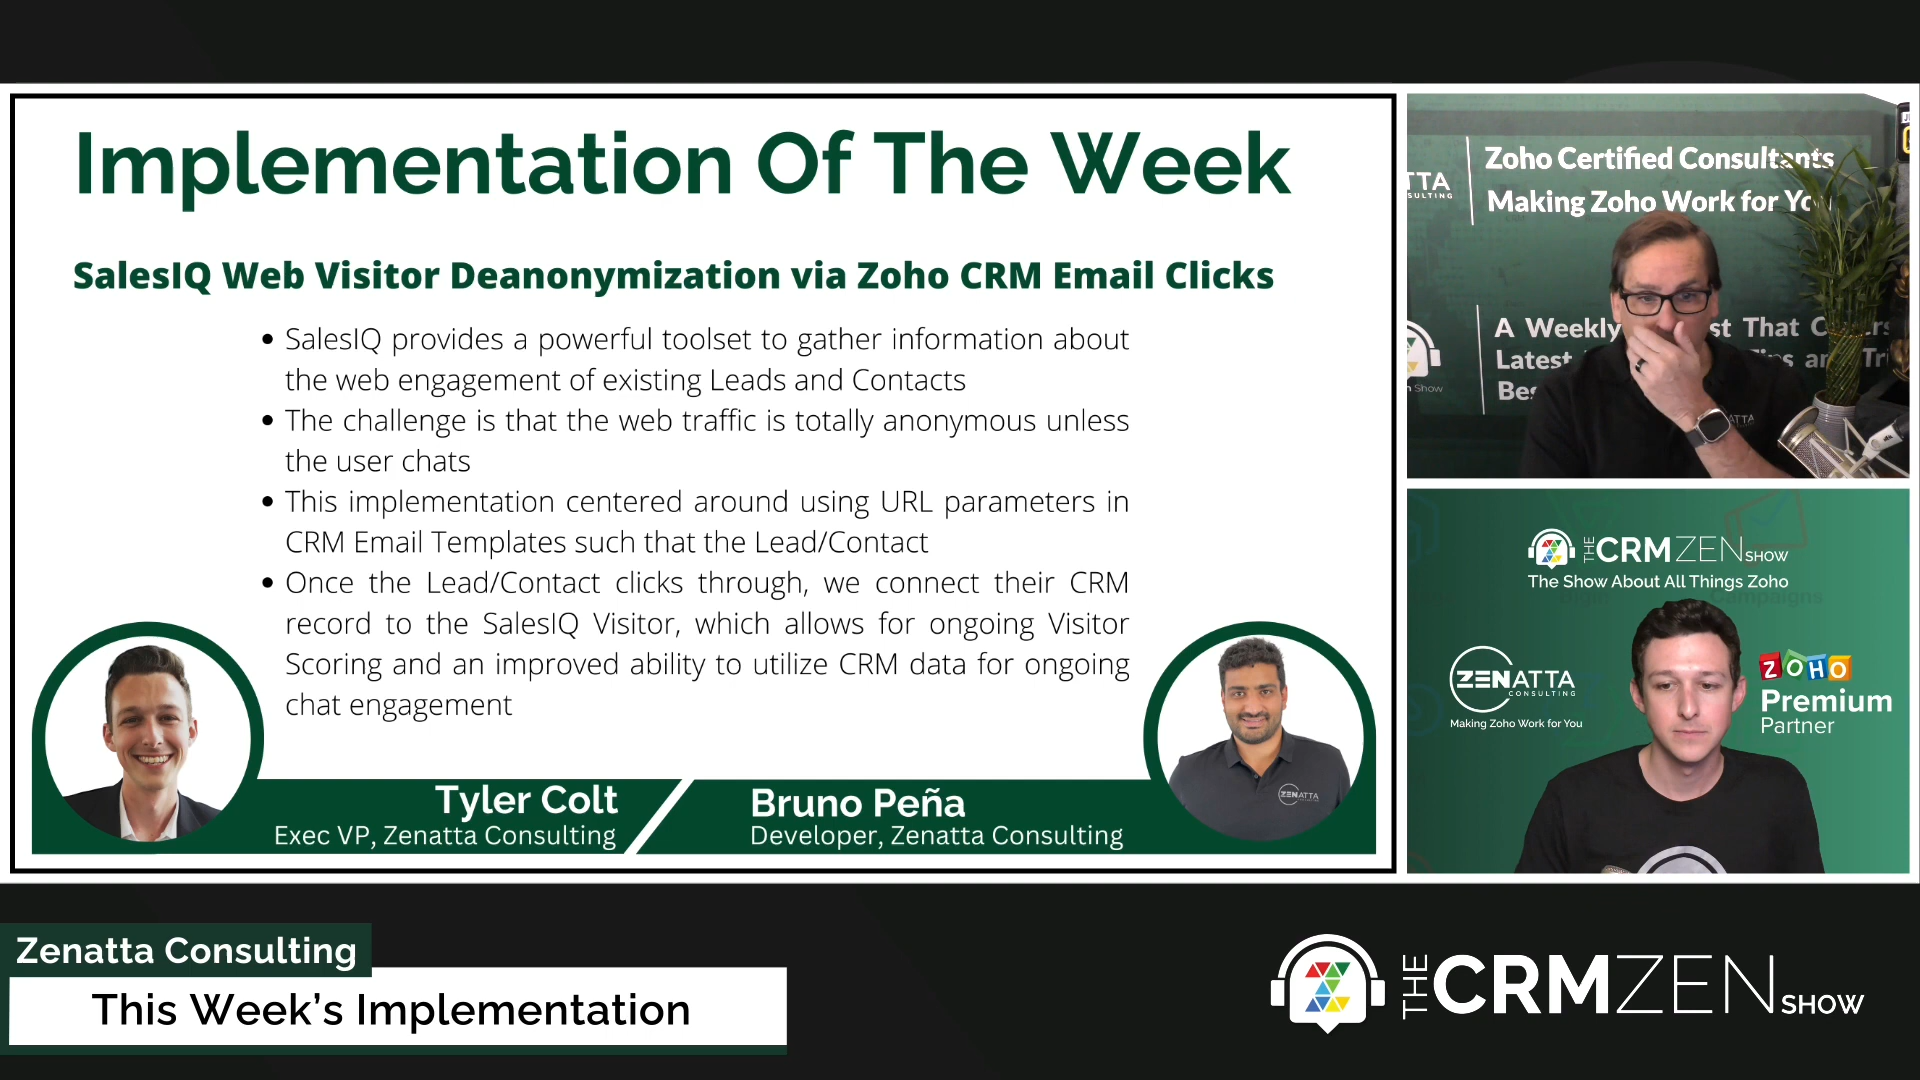 Implementation Of The Week
SalesIQ Web Visitor Deanonymization via Zoho CRM Email Clicks
SalesIQ provides a powerful toolset to gather information about
the web engagement of existing Leads and Contacts
The challenge is that the web traffic is totally anonymous unless
the user chats
This implementation centered around using URL parameters in
CRM Email Templates such that the Lead/Contact
Once the Lead/Contact clicks through, we connect their CRM
record to the SalesIQ Visitor, which allows for ongoing Visitor
Scoring and an improved ability to utilize CRM data for ongoing
chat engagement
Tyler Colt
Exec VP, Zenatta Consulting
Bruno Peña
Developer, Zenatta Consulting
ZENATTA
Zoho Certified Consultants
Making Zoho Work for
A Weekly
That
Latest
Show
THE CRMZEN SHOW
The Show About All Things Zoho
Campaigns
ZENATTA
CONSULTING
Making Zoho Work for You
ZOHO
Premium
Partner
Zenatta Consulting
This Week's Implementation
THE CRMZEN SHOW